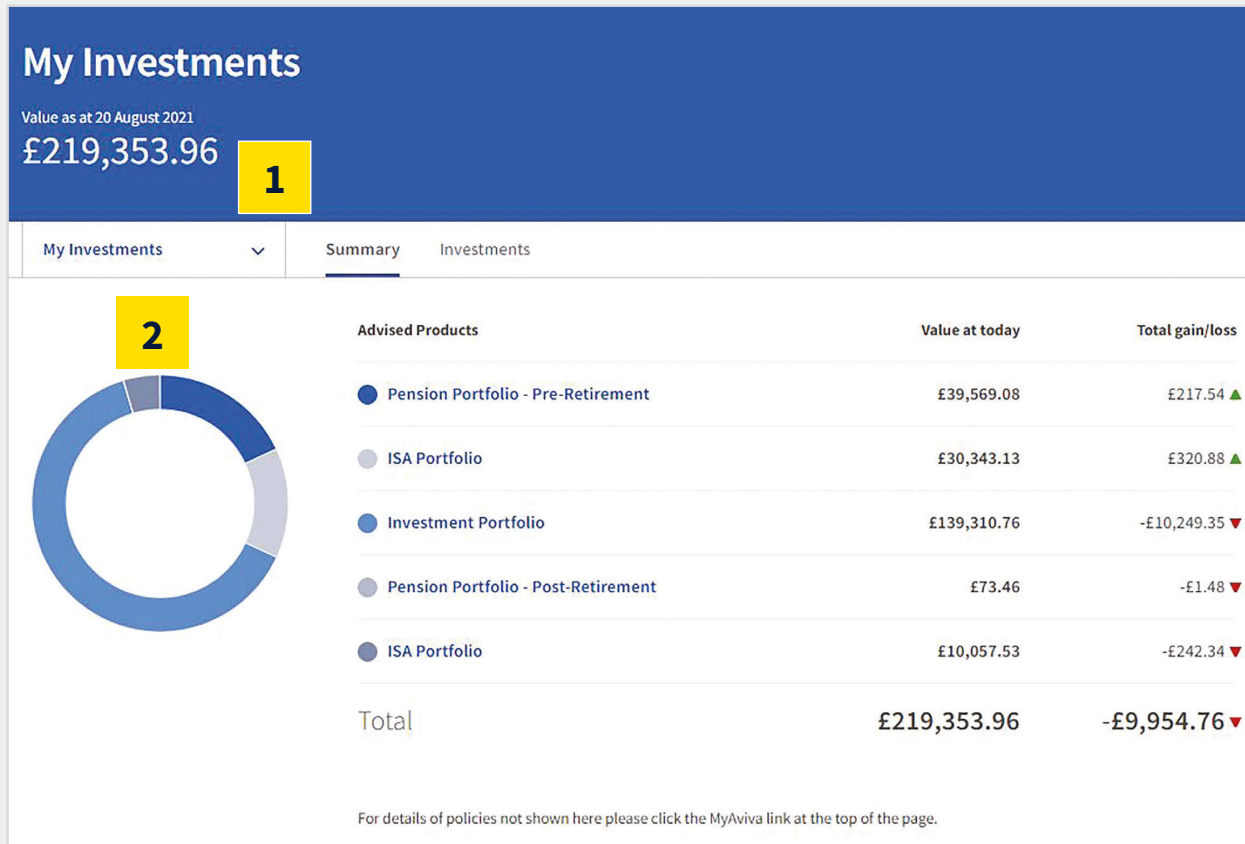 My Investments
Value as at 20 August 2021
£219,353.96
1
My Investments Summary Investments
2
Advised Products Value at today Total gain/loss
Pension Portfolio - Pre-Retirement £39,569.08 £217.54
ISA Portfolio £30,343.13 £320.88
Investment Portfolio £139,310.76 -£10,249.35
Pension Portfolio - Post-Retirement £73.46 -£1.48
ISA Portfolio £10,057.53 -£242.34
Total £219,353.96 -£9,954.76
For details of policies not shown here please click the MyAviva link at the top of the page.